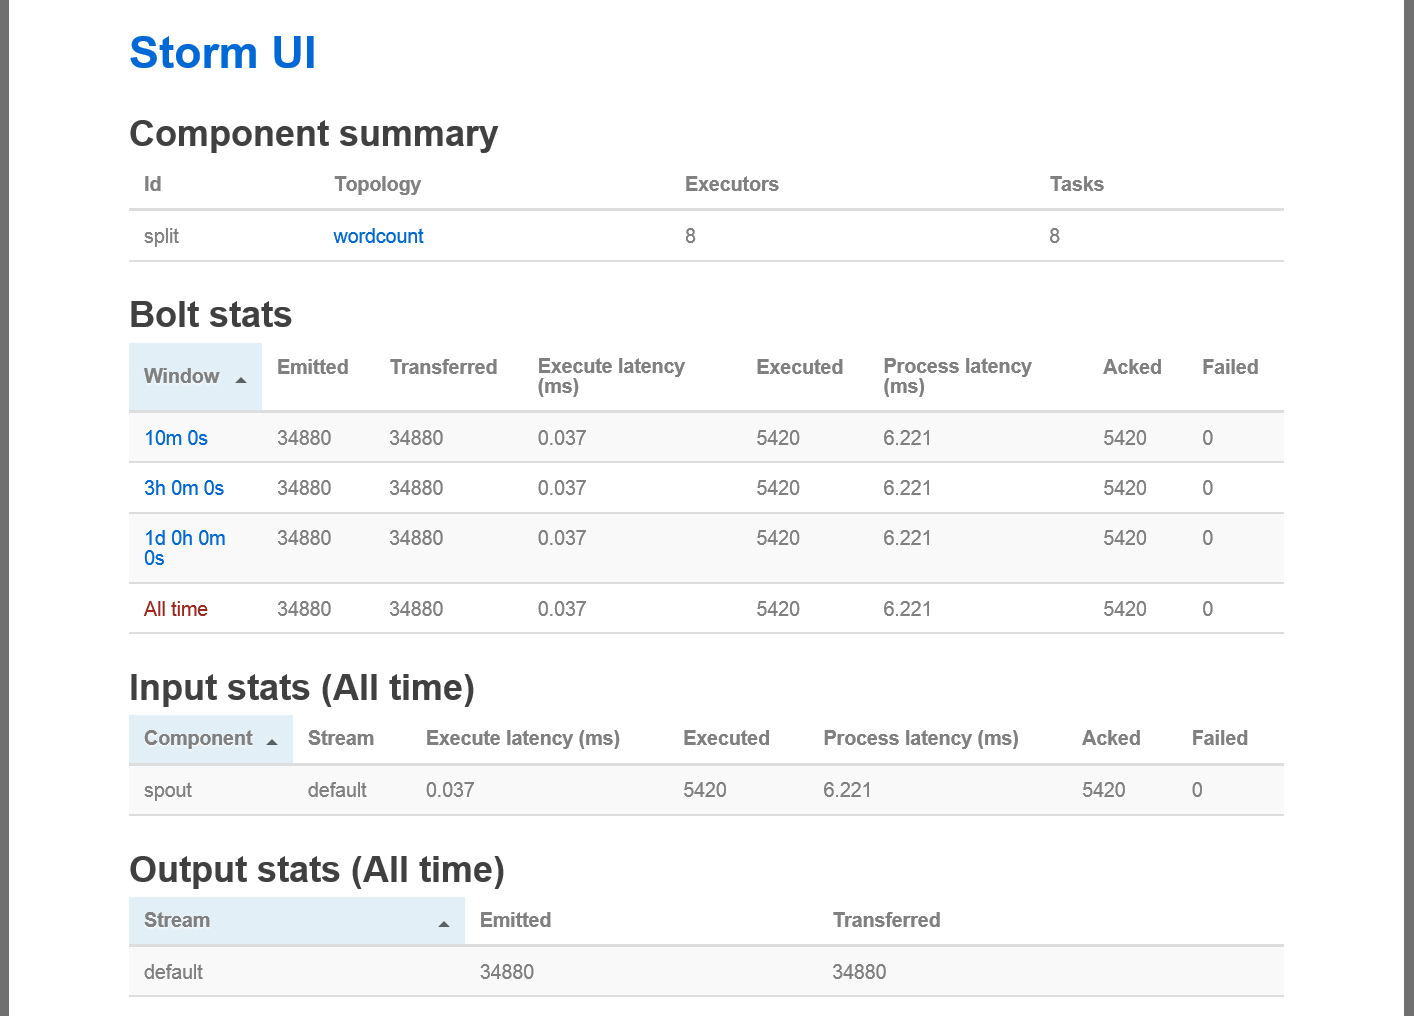 Storm UI
Component summary
Id Topology Executors Tasks
split wordcount 8 8
Bolt stats
Window Emitted Transferred Execute latency (ms) Executed Process latency (ms) Acked Failed
10m 0s 34880 34880 0.037 5420 6.221 5420 0
3h 0m 0s 34880 34880 0.037 5420 6.221 5420 0
1d 0h 0m 0s 34880 34880 0.037 5420 6.221 5420 0
All time 34880 34880 0.037 5420 6.221 5420 0
Input stats (All time)
Component Stream Execute latency (ms) Executed Process latency (ms) Acked Failed
spout default 0.037 5420 6.221 5420 0
Output stats (All time)
Stream Emitted Transferred
default 34880 34880